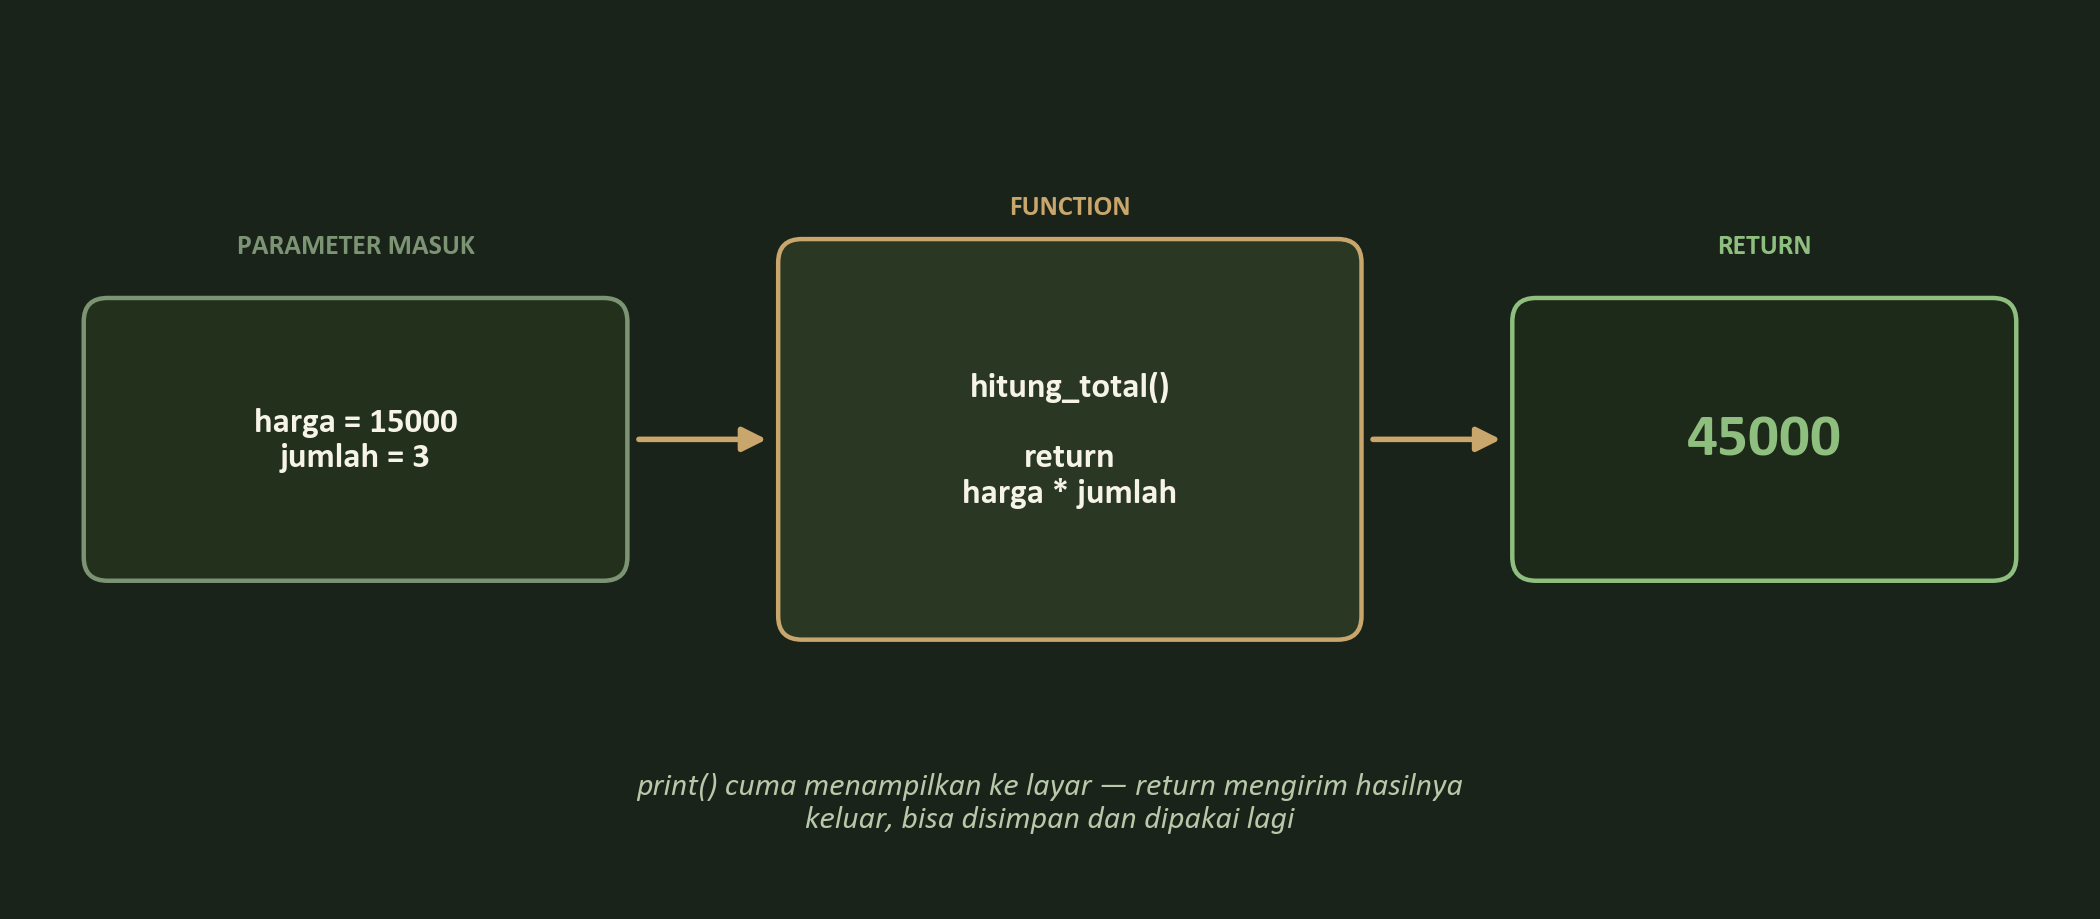 PARAMETER MASUK
harga = 15000
jumlah = 3
FUNCTION
hitung_total()
return
harga * jumlah
RETURN
45000
print() cuma menampilkan ke layar — return mengirim hasilnya
keluar, bisa disimpan dan dipakai lagi